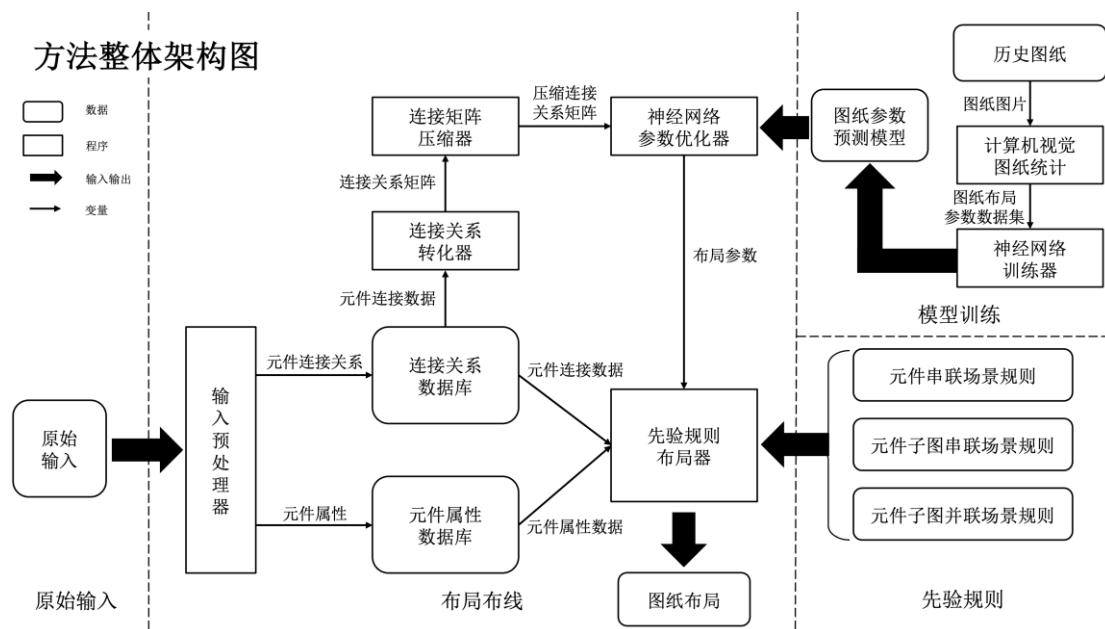 方法整体架构图
数据
程序
输入输出
变量
连接矩阵
压缩器
压缩连接
关系矩阵
神经网络
参数优化器
图纸参数
预测模型
历史图纸
图纸图片
计算机视觉
图纸统计
图纸布局
参数数据集
神经网络
训练器
模型训练
连接关系矩阵
连接关系
转化器
布局参数
元件连接数据
原始
输入
输入预处理器
元件连接关系
连接关系
数据库
元件连接数据
元件属性
元件属性
数据库
元件属性数据
先验规则
布局器
图纸布局
元件串联场景规则
元件子图串联场景规则
元件子图并联场景规则
原始输入
布局布线
先验规则